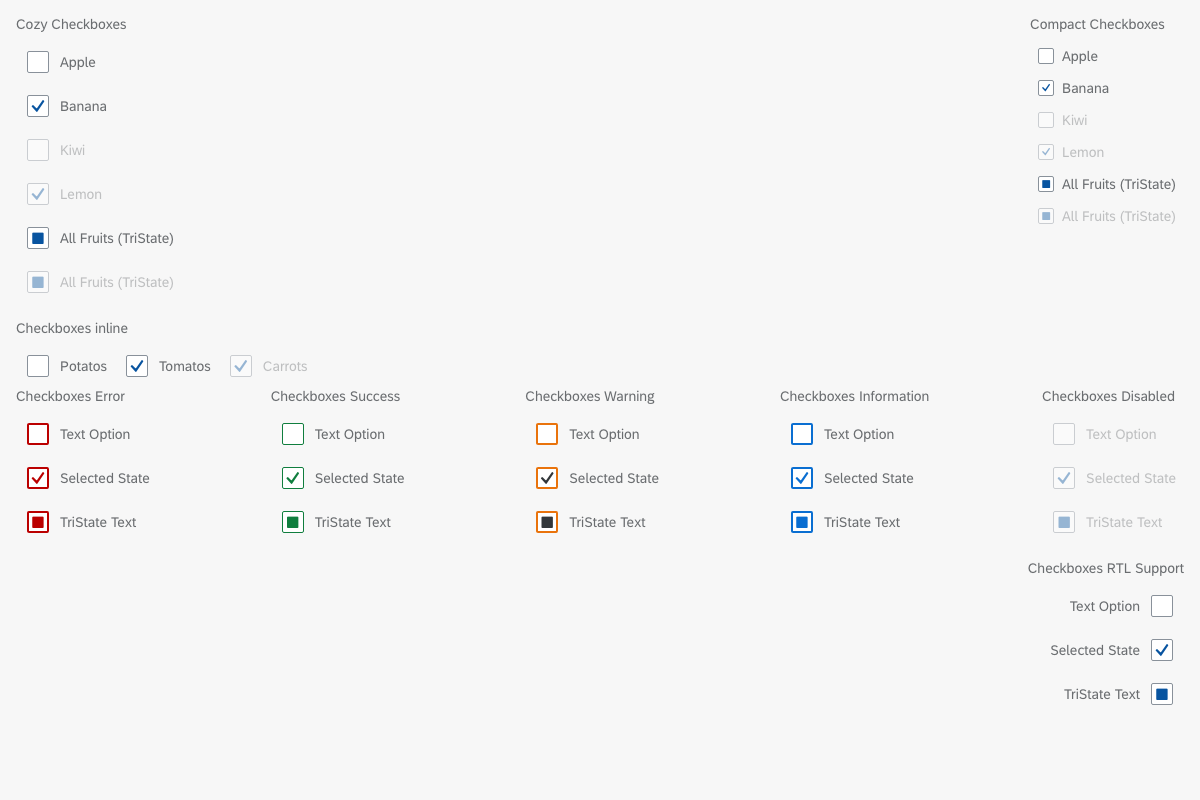 Cozy Checkboxes
Apple
Banana
Kiwi
Lemon
All Fruits (TriState)
All Fruits (TriState)
Compact Checkboxes
Apple
Banana
Kiwi
Lemon
All Fruits (TriState)
All Fruits (TriState)
Checkboxes inline
Potatos Tomatos Carrots
Checkboxes Error
Text Option
Selected State
TriState Text
Checkboxes Success
Text Option
Selected State
TriState Text
Checkboxes Warning
Text Option
Selected State
TriState Text
Checkboxes Information
Text Option
Selected State
TriState Text
Checkboxes Disabled
Text Option
Selected State
TriState Text
Checkboxes RTL Support
Text Option
Selected State
TriState Text